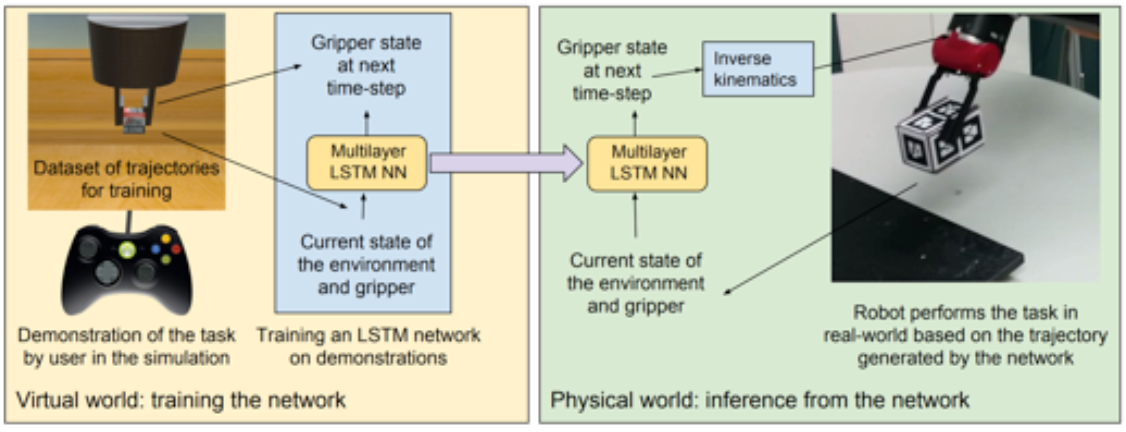 Dataset of trajectories
for training
Demonstration of the task
by user in the simulation
Gripper state
at next
time-step
Multilayer
LSTM NN
Current state of
the environment
and gripper
Training an LSTM network
on demonstrations
Virtual world: training the network
Gripper state
at next
time-step
Inverse
kinematics
Multilayer
LSTM NN
Current state of
the environment
and gripper
Robot performs the task in
real-world based on the trajectory
generated by the network
Physical world: inference from the network